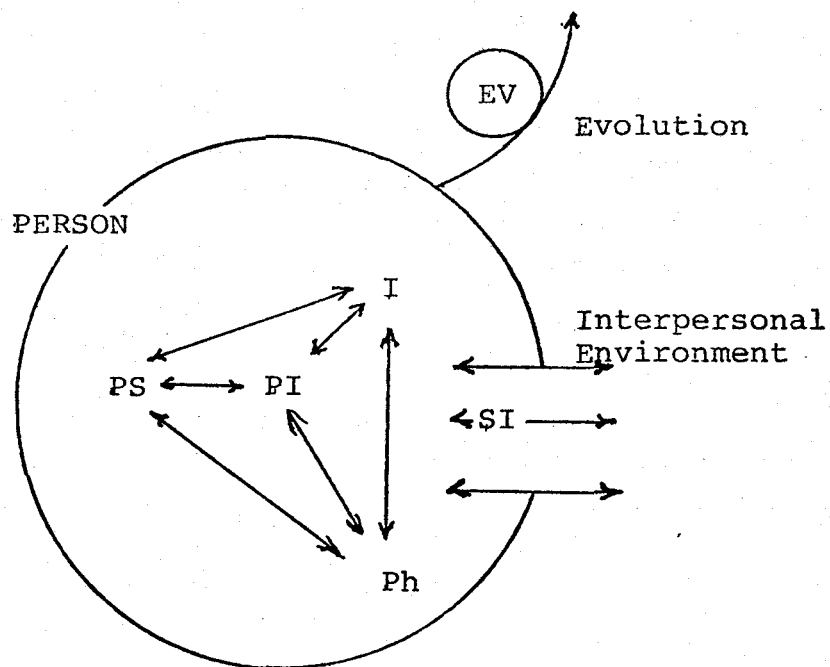 EV
Evolution
PERSON
I
Interpersonal
Environment
PS
PI
SI
Ph